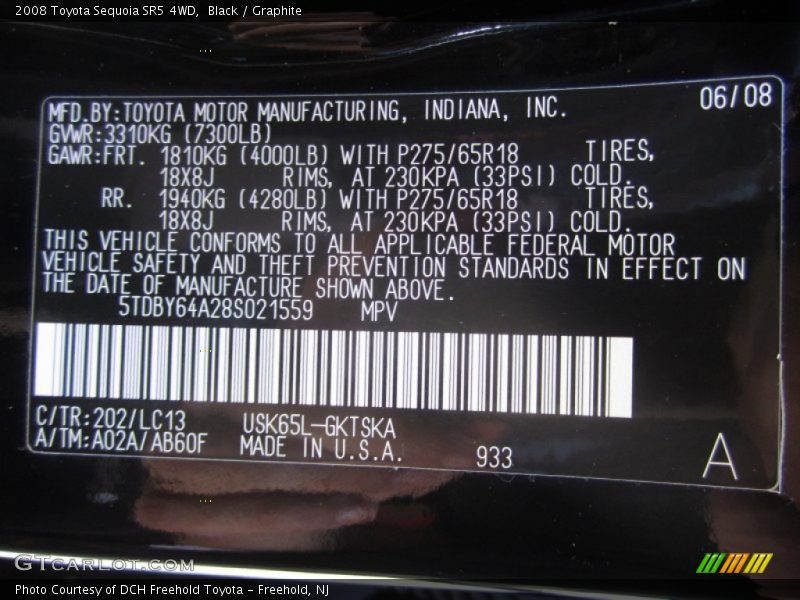 2008 Toyota Sequoia SR5 4WD, Black / Graphite
06/08
MFD.BY:TOYOTA MOTOR MANUFACTURING, INDIANA, INC.
GVWR:3310KG (7300LB)
GAWR:FRT. 1810KG (4000LB) WITH P275/65R18 TIRES,
18X8J RIMS, AT 230KPA (33PSI) COLD.
RR. 1940KG (4280LB) WITH P275/65R18 TIRES,
18X8J RIMS, AT 230KPA (33PSI) COLD.
THIS VEHICLE CONFORMS TO ALL APPLICABLE FEDERAL MOTOR
VEHICLE SAFETY AND THEFT PREVENTION STANDARDS IN EFFECT ON
THE DATE OF MANUFACTURE SHOWN ABOVE.
5TDBY64A28S021559 MPV
C/TR:202/LC13 USK65L-GKTSKA
A/TM:A02A/AB60F MADE IN U.S.A. 933 A
GTCARLOT.COM
Photo Courtesy of DCH Freehold Toyota - Freehold, NJ